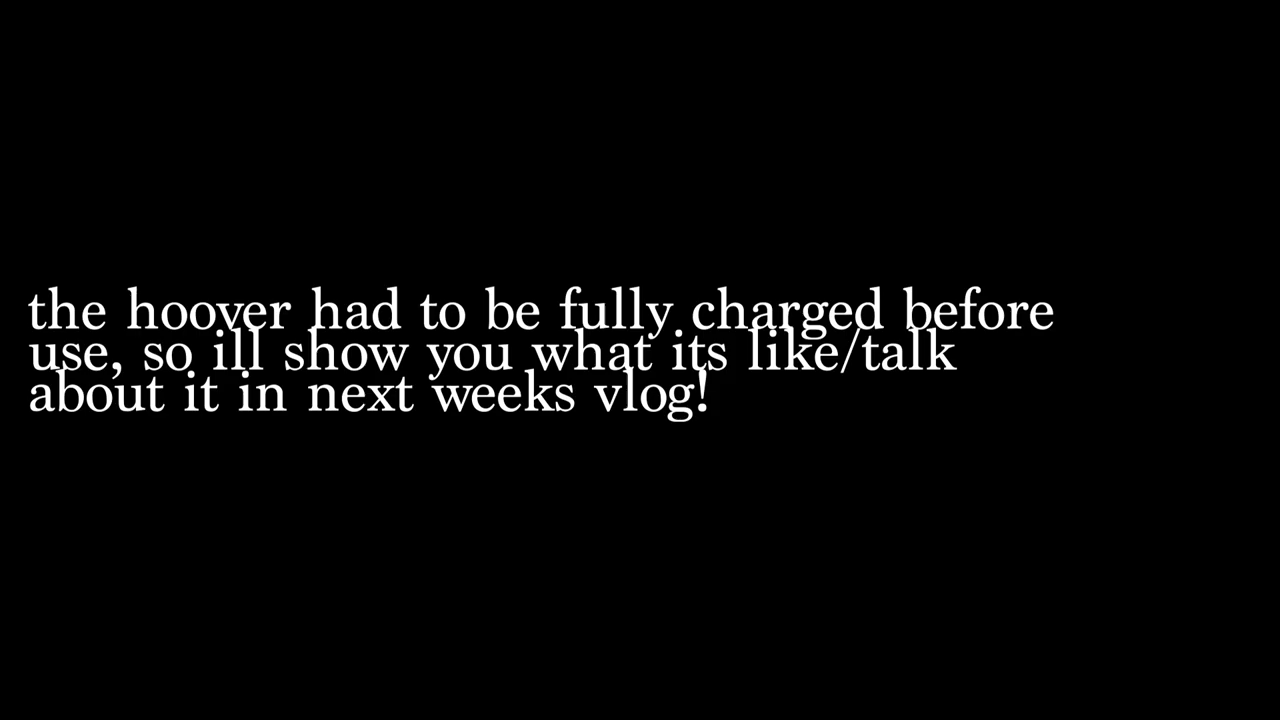 the hoover had to be fully charged before
use, so ill show you what its like/talk
about it in next weeks vlog!